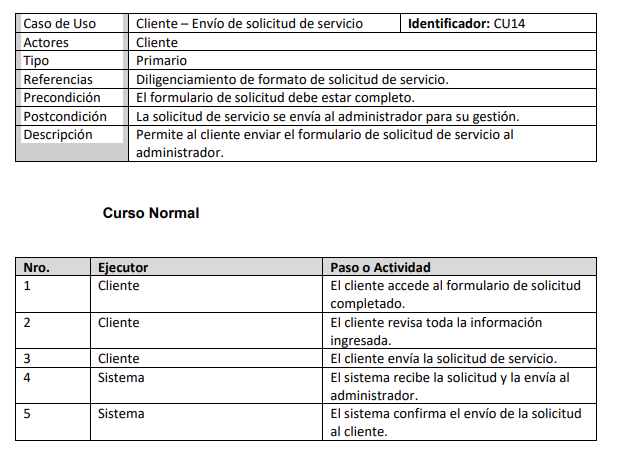 Caso de Uso Cliente – Envío de solicitud de servicio Identificador: CU14
Actores Cliente
Tipo Primario
Referencias Diligenciamiento de formato de solicitud de servicio.
Precondición El formulario de solicitud debe estar completo.
Postcondición La solicitud de servicio se envía al administrador para su gestión.
Descripción Permite al cliente enviar el formulario de solicitud de servicio al
administrador.
Curso Normal
Nro. Ejecutor Paso o Actividad
1 Cliente El cliente accede al formulario de solicitud
completado.
2 Cliente El cliente revisa toda la información
ingresada.
3 Cliente El cliente envía la solicitud de servicio.
4 Sistema El sistema recibe la solicitud y la envía al
administrador.
5 Sistema El sistema confirma el envío de la solicitud
al cliente.